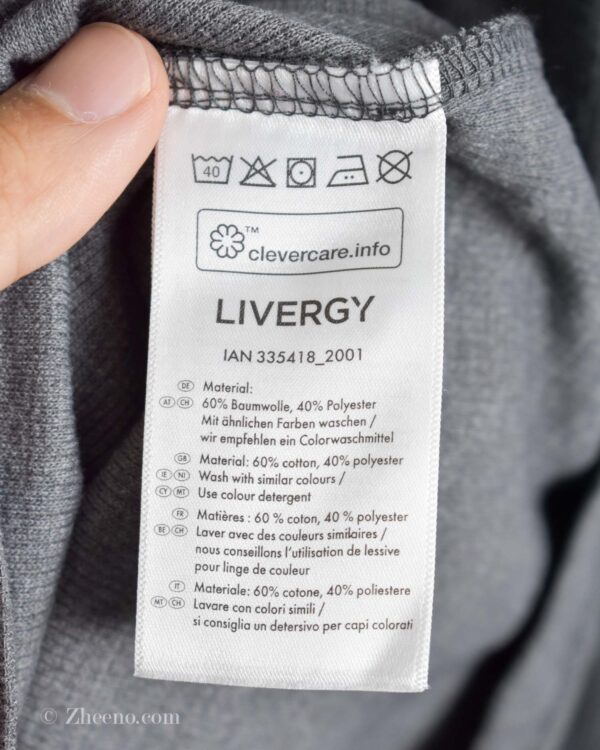 40
clevercare.info™
LIVERGY
IAN 335418_2001
DE Material:
AT CH 60% Baumwolle, 40% Polyester
Mit ähnlichen Farben waschen /
wir empfehlen ein Colorwaschmittel
GB Material: 60% cotton, 40% polyester
IE NI Wash with similar colours /
CY MT Use colour detergent
FR Matières : 60 % coton, 40 % polyester
BE CH Laver avec des couleurs similaires /
nous conseillons l'utilisation de lessive
pour linge de couleur
IT Materiale: 60% cotone, 40% poliestere
MT CH Lavare con colori simili /
si consiglia un detersivo per capi colorati
© Zheeno.com